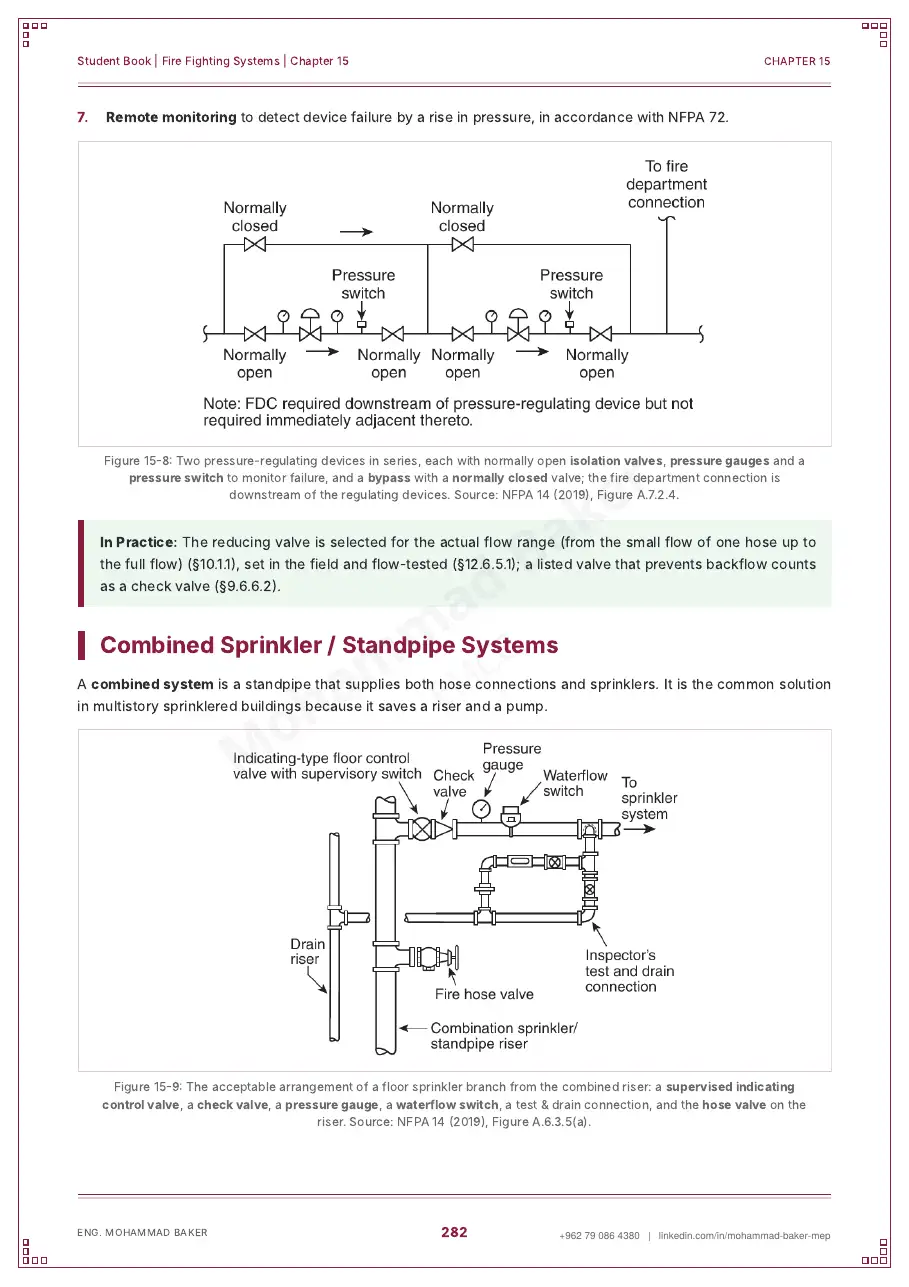 Student Book | Fire Fighting Systems | Chapter 15
CHAPTER 15
7. Remote monitoring to detect device failure by a rise in pressure, in accordance with NFPA 72.
To fire
department
connection
Normally
closed
Normally
closed
Pressure
switch
Pressure
switch
Normally
open
Normally
open
Normally
open
Normally
open
Note: FDC required downstream of pressure-regulating device but not
required immediately adjacent thereto.
Figure 15-8: Two pressure-regulating devices in series, each with normally open isolation valves, pressure gauges and a
pressure switch to monitor failure, and a bypass with a normally closed valve; the fire department connection is
downstream of the regulating devices. Source: NFPA 14 (2019), Figure A.7.2.4.
In Practice: The reducing valve is selected for the actual flow range (from the small flow of one hose up to
the full flow) (§10.1.1), set in the field and flow-tested (§12.6.5.1); a listed valve that prevents backflow counts
as a check valve (§9.6.6.2).
Combined Sprinkler / Standpipe Systems
A combined system is a standpipe that supplies both hose connections and sprinklers. It is the common solution
in multistory sprinklered buildings because it saves a riser and a pump.
Indicating-type floor control
valve with supervisory switch
Check
valve
Pressure
gauge
Waterflow
switch
To
sprinkler
system
Drain
riser
Inspector's
test and drain
connection
Fire hose valve
Combination sprinkler/
standpipe riser
Figure 15-9: The acceptable arrangement of a floor sprinkler branch from the combined riser: a supervised indicating
control valve, a check valve, a pressure gauge, a waterflow switch, a test & drain connection, and the hose valve on the
riser. Source: NFPA 14 (2019), Figure A.6.3.5(a).
Mohammad Baker
ENG. MOHAMMAD BAKER
282
+962 79 086 4380 | linkedin.com/in/mohammad-baker-mep